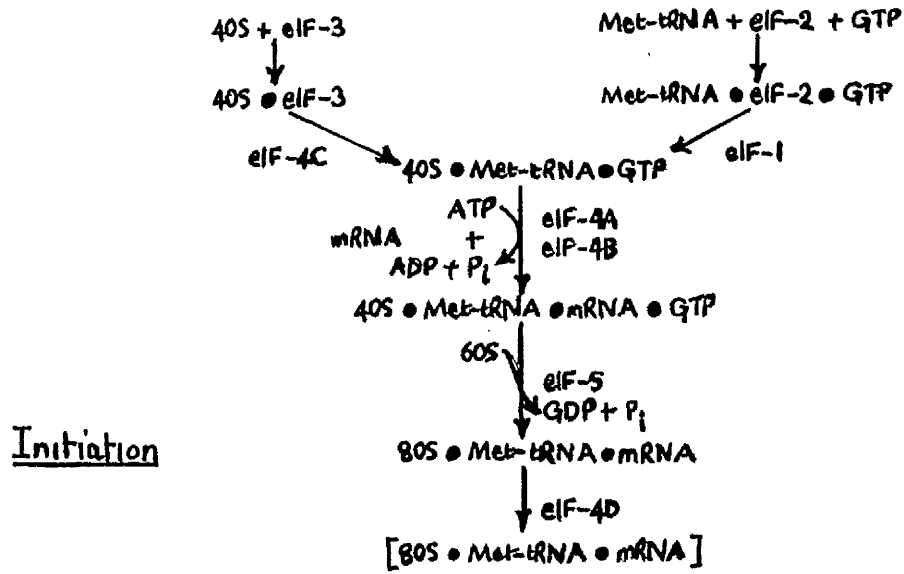 40S + eIF-3
Met-tRNA + eIF-2 + GTP
40S • eIF-3
Met-tRNA • eIF-2 • GTP
eIF-4C
eIF-1
40S • Met-tRNA • GTP
ATP
eIF-4A
mRNA
+
eIF-4B
ADP + Pi
40S • Met-tRNA • mRNA • GTP
60S
eIF-5
GDP + Pi
Initiation
80S • Met-tRNA • mRNA
eIF-4D
[80S • Met-tRNA • mRNA]